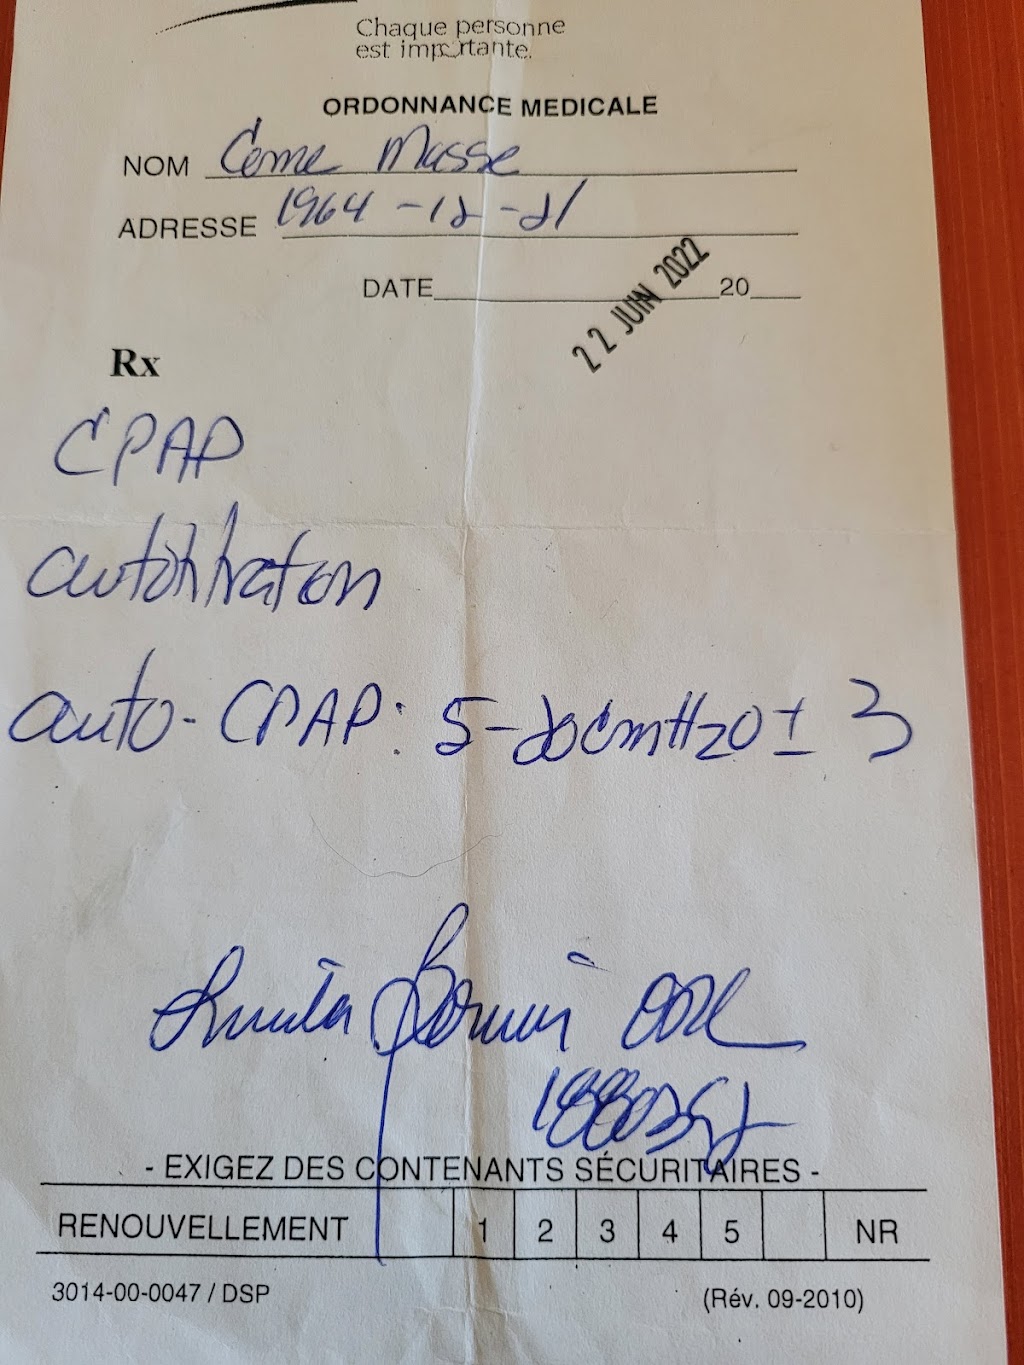 Chaque personne
est importante.
ORDONNANCE MEDICALE
NOM Come Masse
ADRESSE 1964-12-21
DATE 20
22 JUIN 2022
Rx
CPAP
autotitration
auto-CPAP: 5-20cmH2O ± 3
ORL
- EXIGEZ DES CONTENANTS SÉCURITAIRES -
RENOUVELLEMENT 1 2 3 4 5 NR
3014-00-0047 / DSP (Rév. 09-2010)